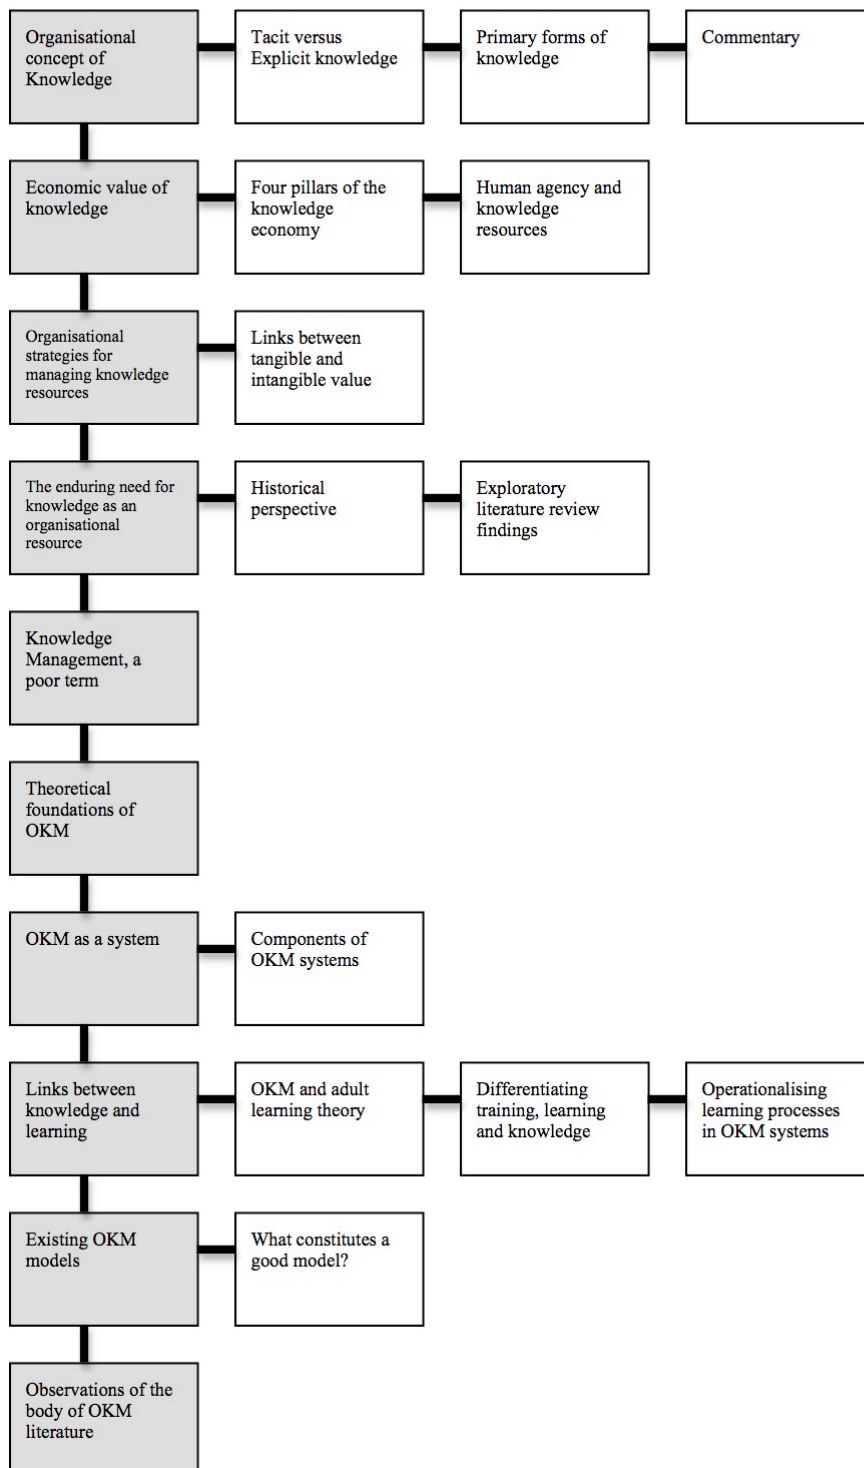 Organisational
concept of
Knowledge
Tacit versus
Explicit knowledge
Primary forms of
knowledge
Commentary
Economic value of
knowledge
Four pillars of the
knowledge
economy
Human agency and
knowledge
resources
Organisational
strategies for
managing knowledge
resources
Links between
tangible and
intangible value
The enduring need for
knowledge as an
organisational
resource
Historical
perspective
Exploratory
literature review
findings
Knowledge
Management, a
poor term
Theoretical
foundations of
OKM
OKM as a system
Components of
OKM systems
Links between
knowledge and
learning
OKM and adult
learning theory
Differentiating
training, learning
and knowledge
Operationalising
learning processes
in OKM systems
Existing OKM
models
What constitutes a
good model?
Observations of the
body of OKM
literature